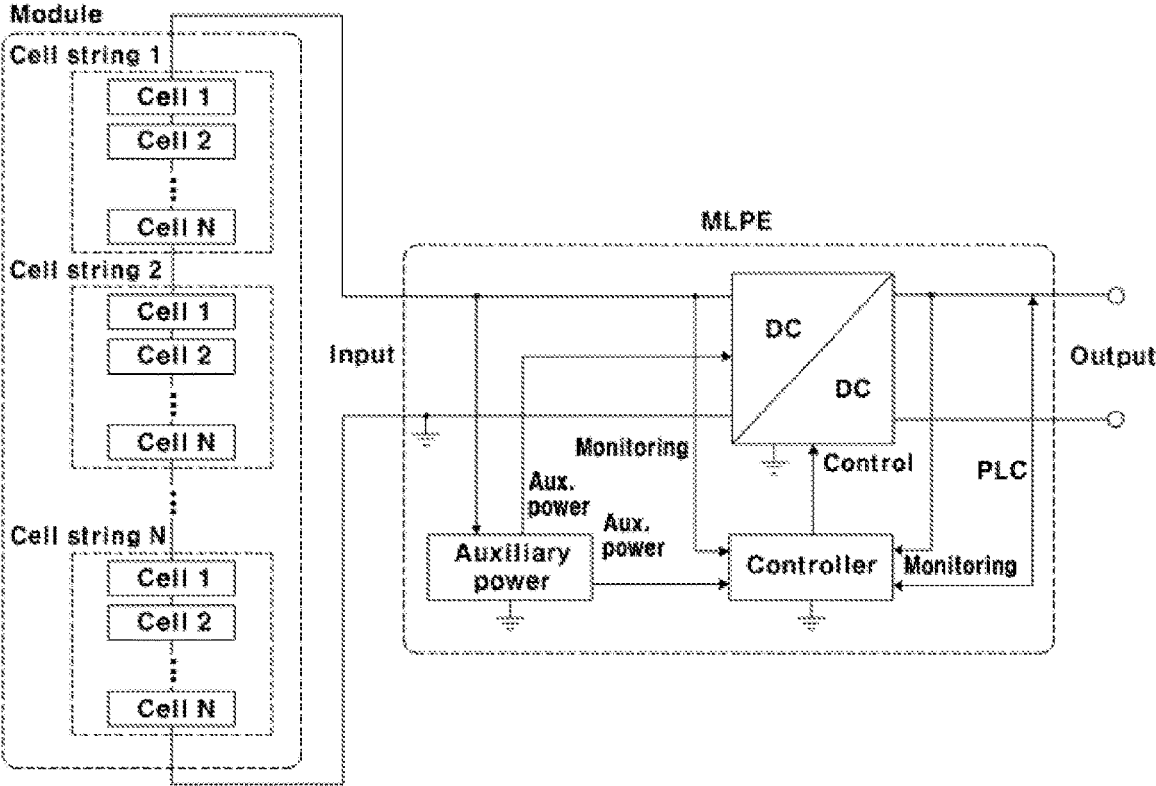 Module
Cell string 1
Cell 1
Cell 2
Cell N
Cell string 2
Cell 1
Cell 2
Cell N
Cell string N
Cell 1
Cell 2
Cell N
MLPE
Input
DC
DC
Output
Monitoring
Control
PLC
Aux.
power
Aux.
power
Auxiliary
power
Controller
Monitoring